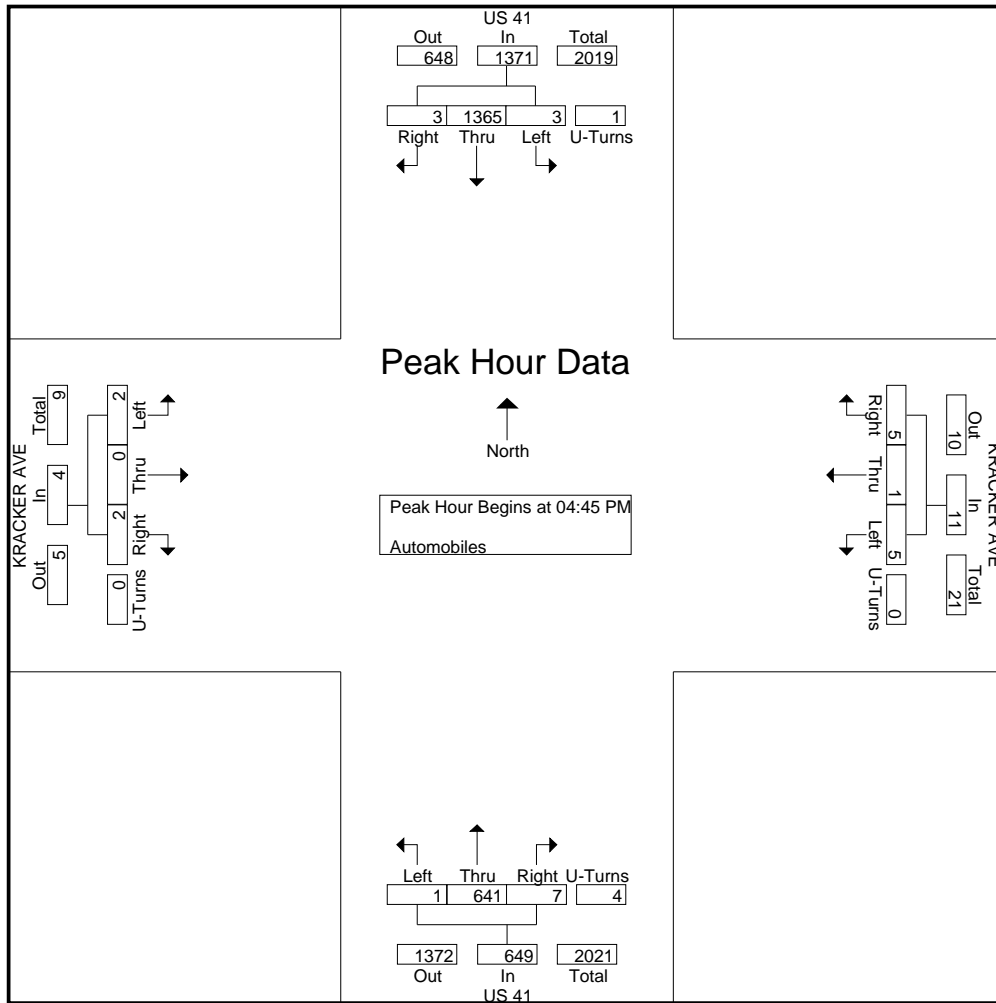 US 41
Out In Total
648 1371 2019
3 1365 3 1
Right Thru Left U-Turns
Peak Hour Data
North
Peak Hour Begins at 04:45 PM
Automobiles
KRACKER AVE
Total In Out
9 4 5
2 0 2 0
Left Thru Right U-Turns
Right Thru Left U-Turns
5 1 5 0
Out In Total
10 11 21
KRACKER AVE
Left Thru Right U-Turns
1 641 7 4
1372 649 2021
Out In Total
US 41